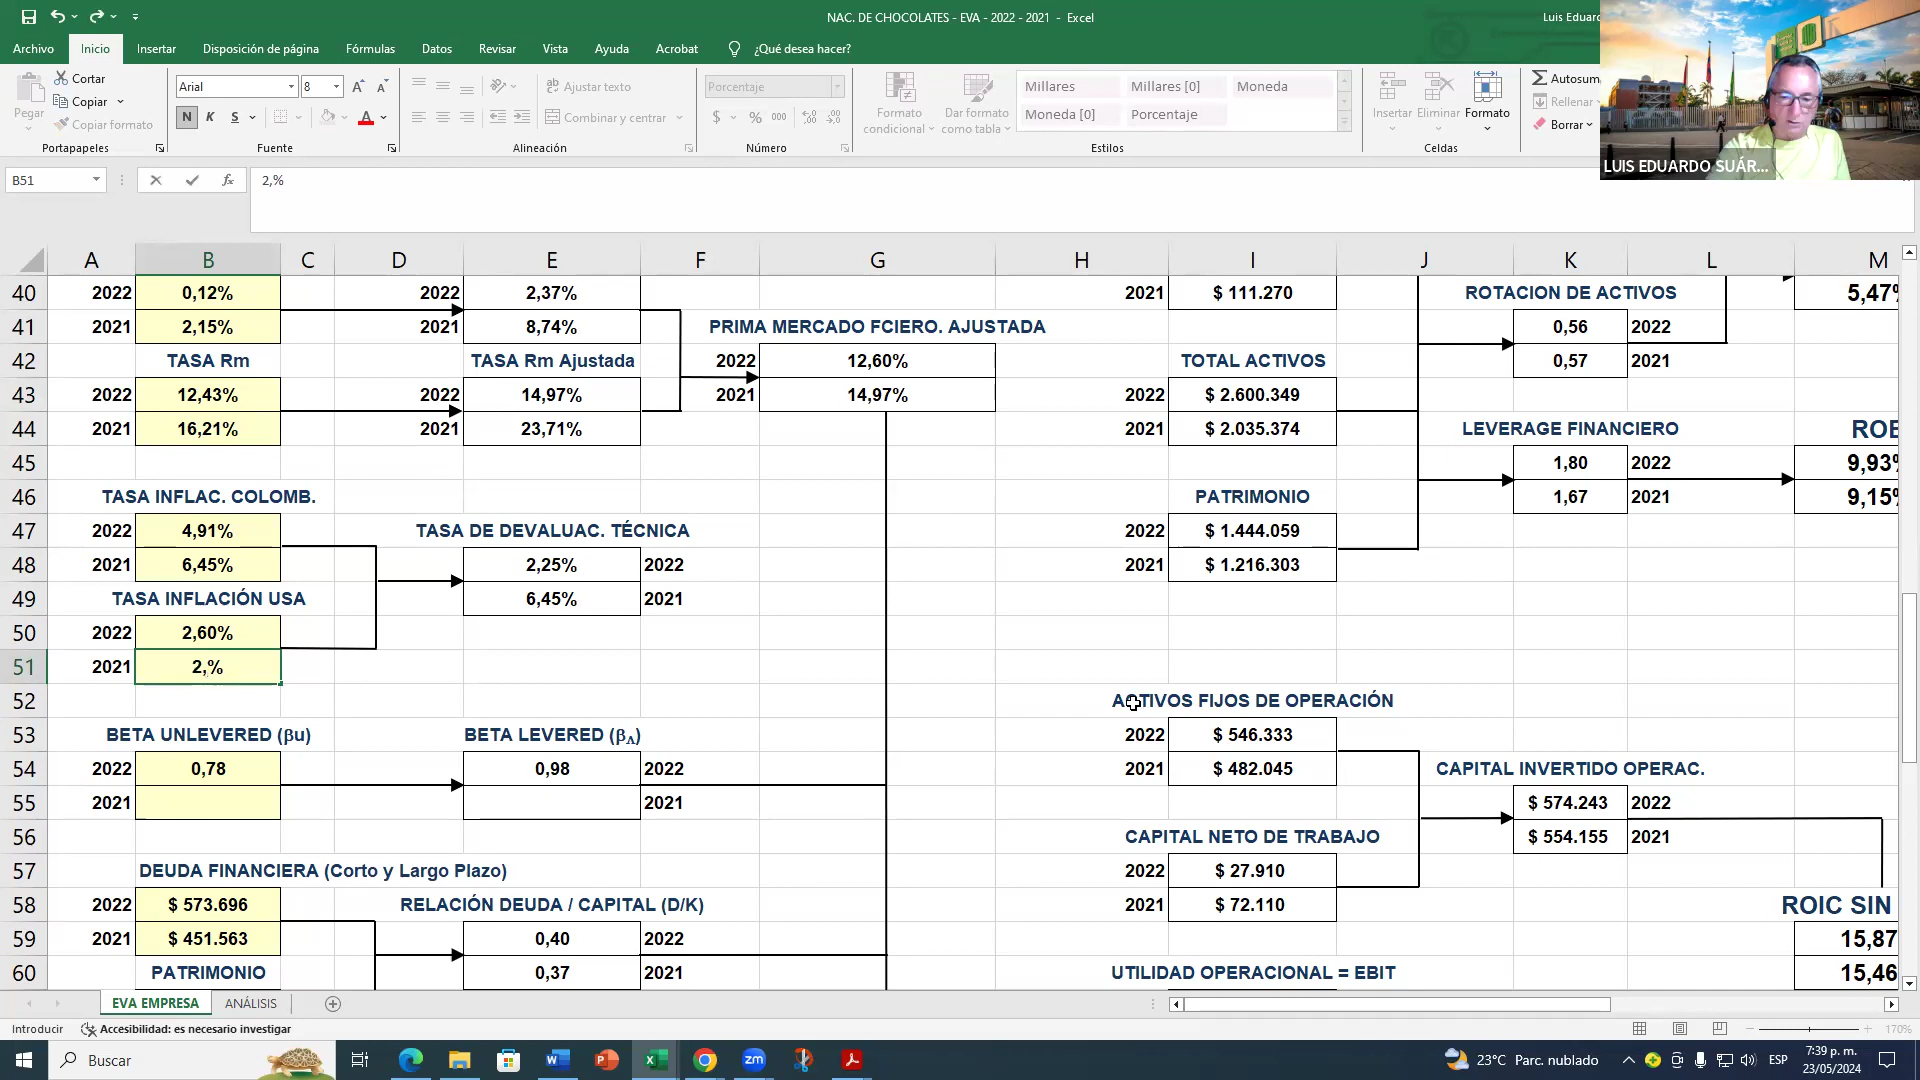 NAC. DE CHOCOLATES - EVA - 2022 - 2021 - Excel
Luis Eduar
Archivo Inicio Insertar Disposición de página Fórmulas Datos Revisar Vista Ayuda Acrobat ¿Qué desea hacer?
Pegar
Cortar
Copiar
Copiar formato
Portapapeles
Arial 8
N K S
Fuente
Ajustar texto
Combinar y centrar
Alineación
Porcentaje
$ % 000
Número
Formato condicional
Dar formato como tabla
Millares Millares [0] Moneda
Moneda [0] Porcentaje
Estilos
Insertar Eliminar Formato
Celdas
Autosum
Rellenar
Borrar
LUIS EDUARDO SUÁR...
B51 fx 2,%
A B C D E F G H I J K L M
40 2022 0,12% 2022 2,37% 2021 $ 111.270 ROTACION DE ACTIVOS 5,47%
41 2021 2,15% 2021 8,74% PRIMA MERCADO FCIERO. AJUSTADA 0,56 2022
42 TASA Rm TASA Rm Ajustada 2022 12,60% TOTAL ACTIVOS 0,57 2021
43 2022 12,43% 2022 14,97% 2021 14,97% 2022 $ 2.600.349
44 2021 16,21% 2021 23,71% 2021 $ 2.035.374 LEVERAGE FINANCIERO ROE
45 1,80 2022 9,93%
46 TASA INFLAC. COLOMB. PATRIMONIO 1,67 2021 9,15%
47 2022 4,91% TASA DE DEVALUAC. TÉCNICA 2022 $ 1.444.059
48 2021 6,45% 2,25% 2022 2021 $ 1.216.303
49 TASA INFLACIÓN USA 6,45% 2021
50 2022 2,60%
51 2021 2,%
52 ACTIVOS FIJOS DE OPERACIÓN
53 BETA UNLEVERED (βu) BETA LEVERED (βΛ) 2022 $ 546.333
54 2022 0,78 0,98 2022 2021 $ 482.045 CAPITAL INVERTIDO OPERAC.
55 2021 2021 $ 574.243 2022
56 CAPITAL NETO DE TRABAJO $ 554.155 2021
57 DEUDA FINANCIERA (Corto y Largo Plazo) 2022 $ 27.910
58 2022 $ 573.696 RELACIÓN DEUDA / CAPITAL (D/K) 2021 $ 72.110 ROIC SIN
59 2021 $ 451.563 0,40 2022 15,87
60 PATRIMONIO 0,37 2021 UTILIDAD OPERACIONAL = EBIT 15,46
EVA EMPRESA ANÁLISIS
Introducir Accesibilidad: es necesario investigar 170%
Buscar 23°C Parc. nublado ESP 7:39 p. m.
23/05/2024